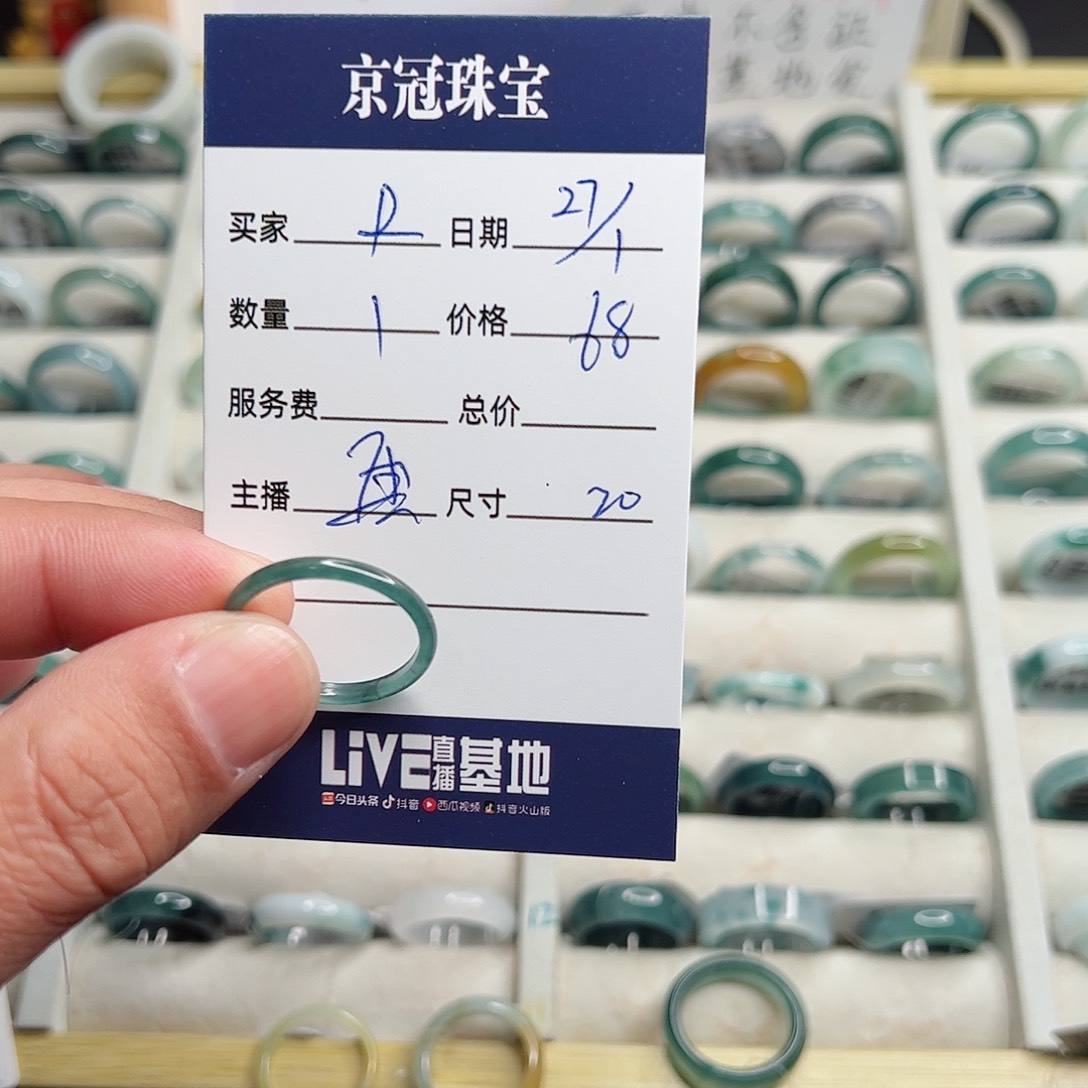 京冠珠宝
买家 R 日期 27/1
数量 1 价格 68
服务费 总价
主播 尺寸 20
LiVE直播基地
今日头条 抖音 西瓜视频 抖音火山版
12